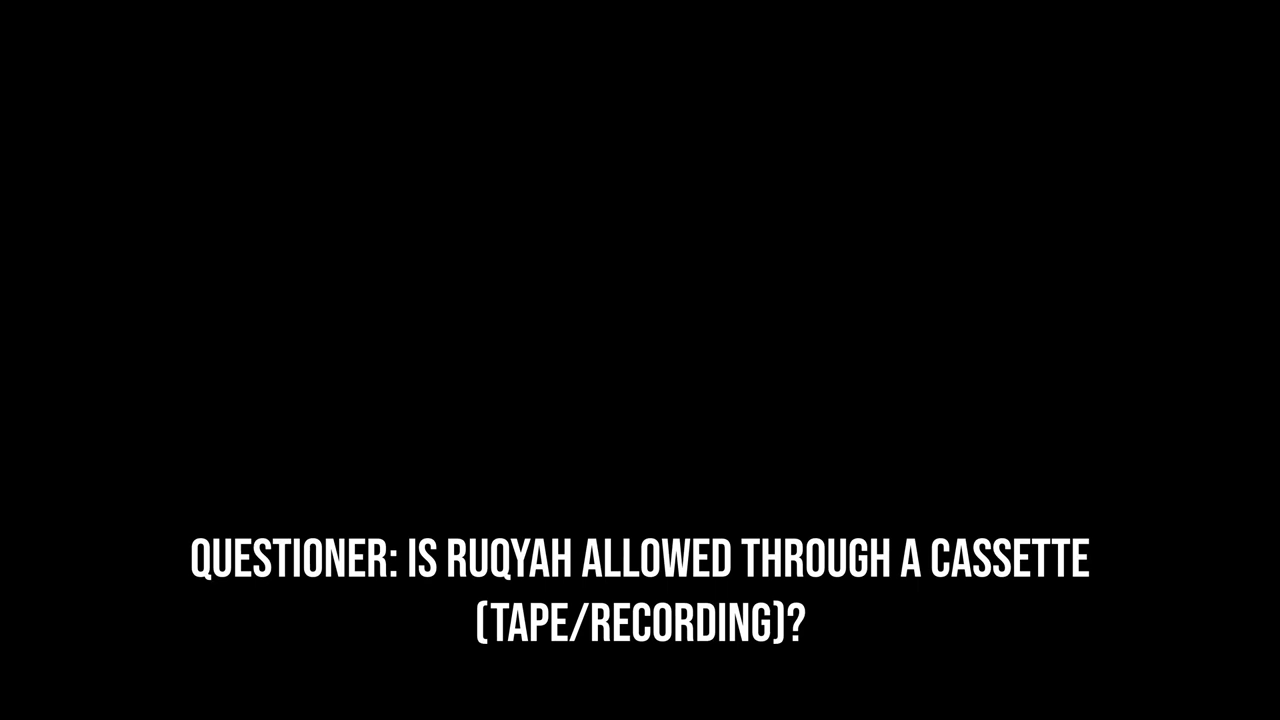 QUESTIONER: IS RUQYAH ALLOWED THROUGH A CASSETTE
(TAPE/RECORDING)?